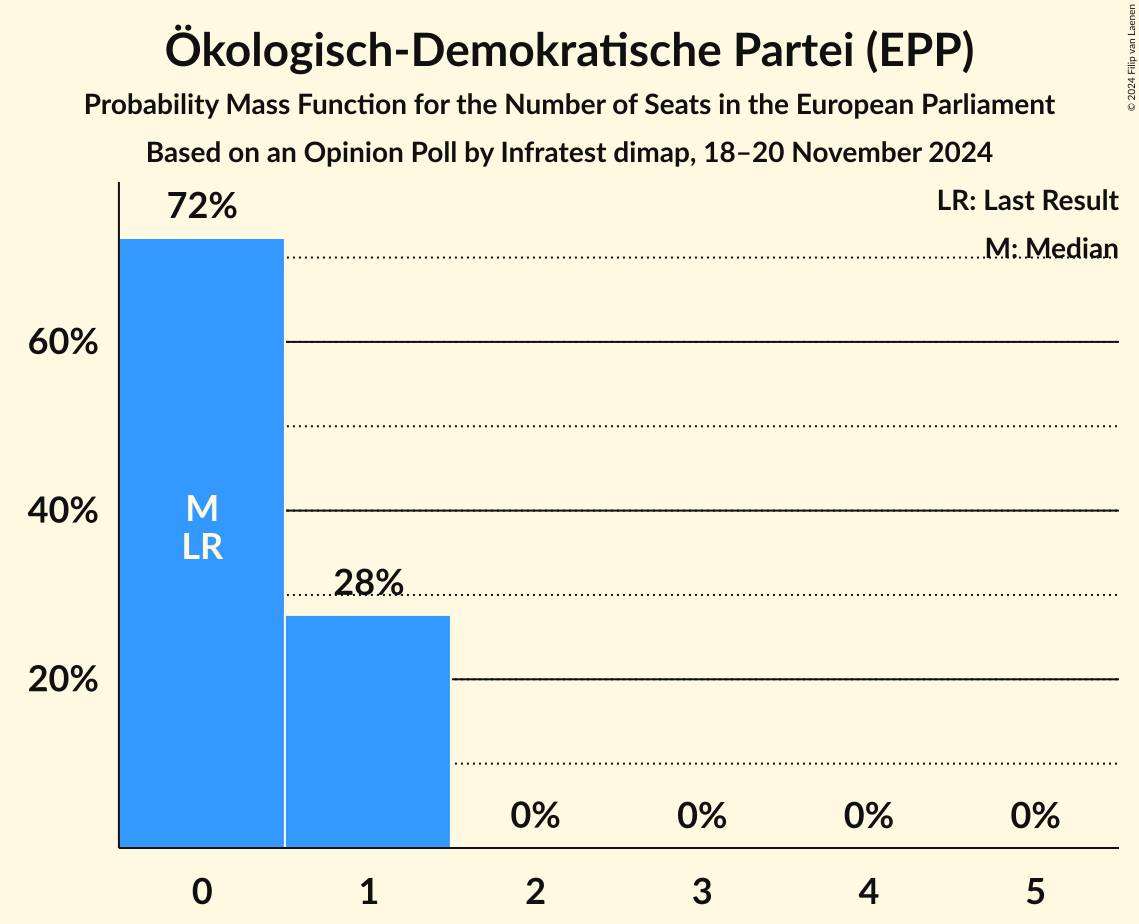 Ökologisch-Demokratische Partei (EPP)
Probability Mass Function for the Number of Seats in the European Parliament
Based on an Opinion Poll by Infratest dimap, 18–20 November 2024
© 2024 Filip van Laenen
LR: Last Result
M: Median
72%
60%
40%
20%
M
LR
28%
0%
0%
0%
0%
0
1
2
3
4
5